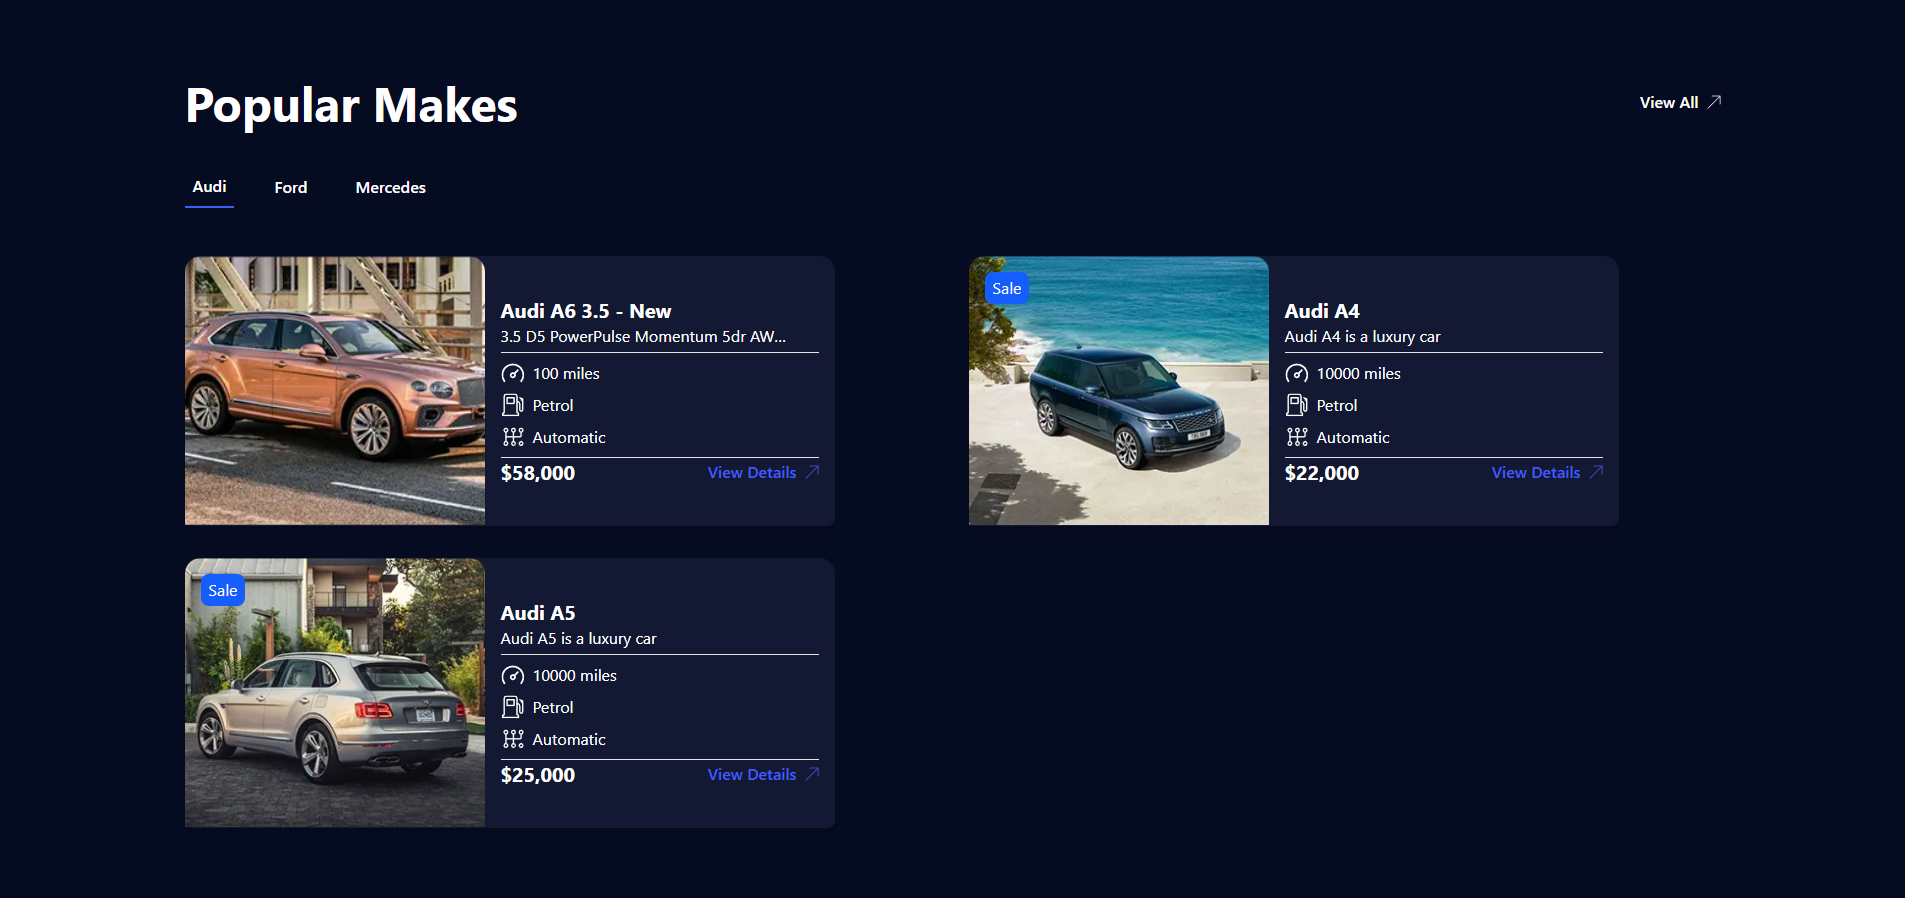 Popular Makes
View All
Audi
Ford
Mercedes
Audi A6 3.5 - New
3.5 D5 PowerPulse Momentum 5dr AW...
100 miles
Petrol
Automatic
$58,000
View Details
Sale
Audi A4
Audi A4 is a luxury car
10000 miles
Petrol
Automatic
$22,000
View Details
Sale
Audi A5
Audi A5 is a luxury car
10000 miles
Petrol
Automatic
$25,000
View Details